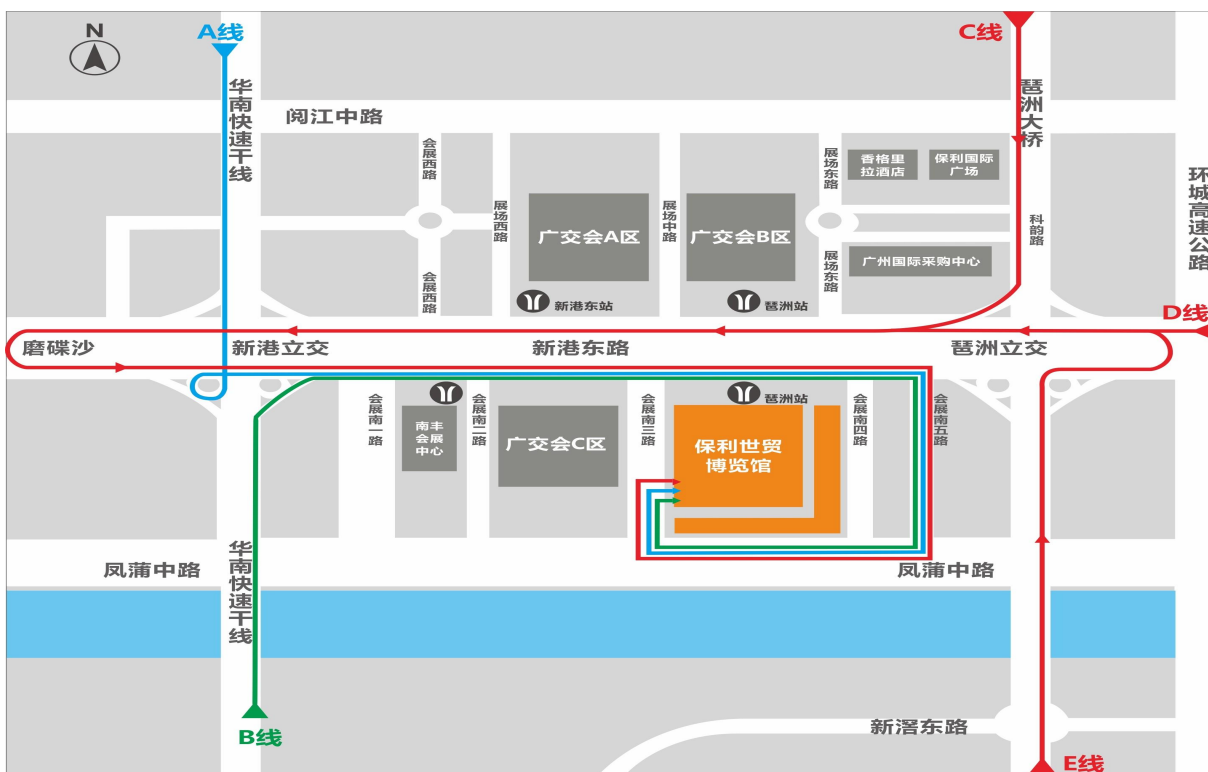 N
A线
C线
华南快速干线
琶洲大桥
阅江中路
会展西路
展场东路
香格里
拉酒店
保利国际
广场
环城高速公路
展场西路
广交会A区
展场中路
广交会B区
科韵路
会展西路
展场东路
广州国际采购中心
新港东站
琶洲站
D线
磨碟沙
新港立交
新港东路
琶洲立交
会展南一路
南丰
会展
中心
会展南二路
广交会C区
会展南三路
琶洲站
保利世贸
博览馆
会展南四路
会展南五路
凤蒲中路
华南快速干线
凤蒲中路
B线
新滘东路
E线